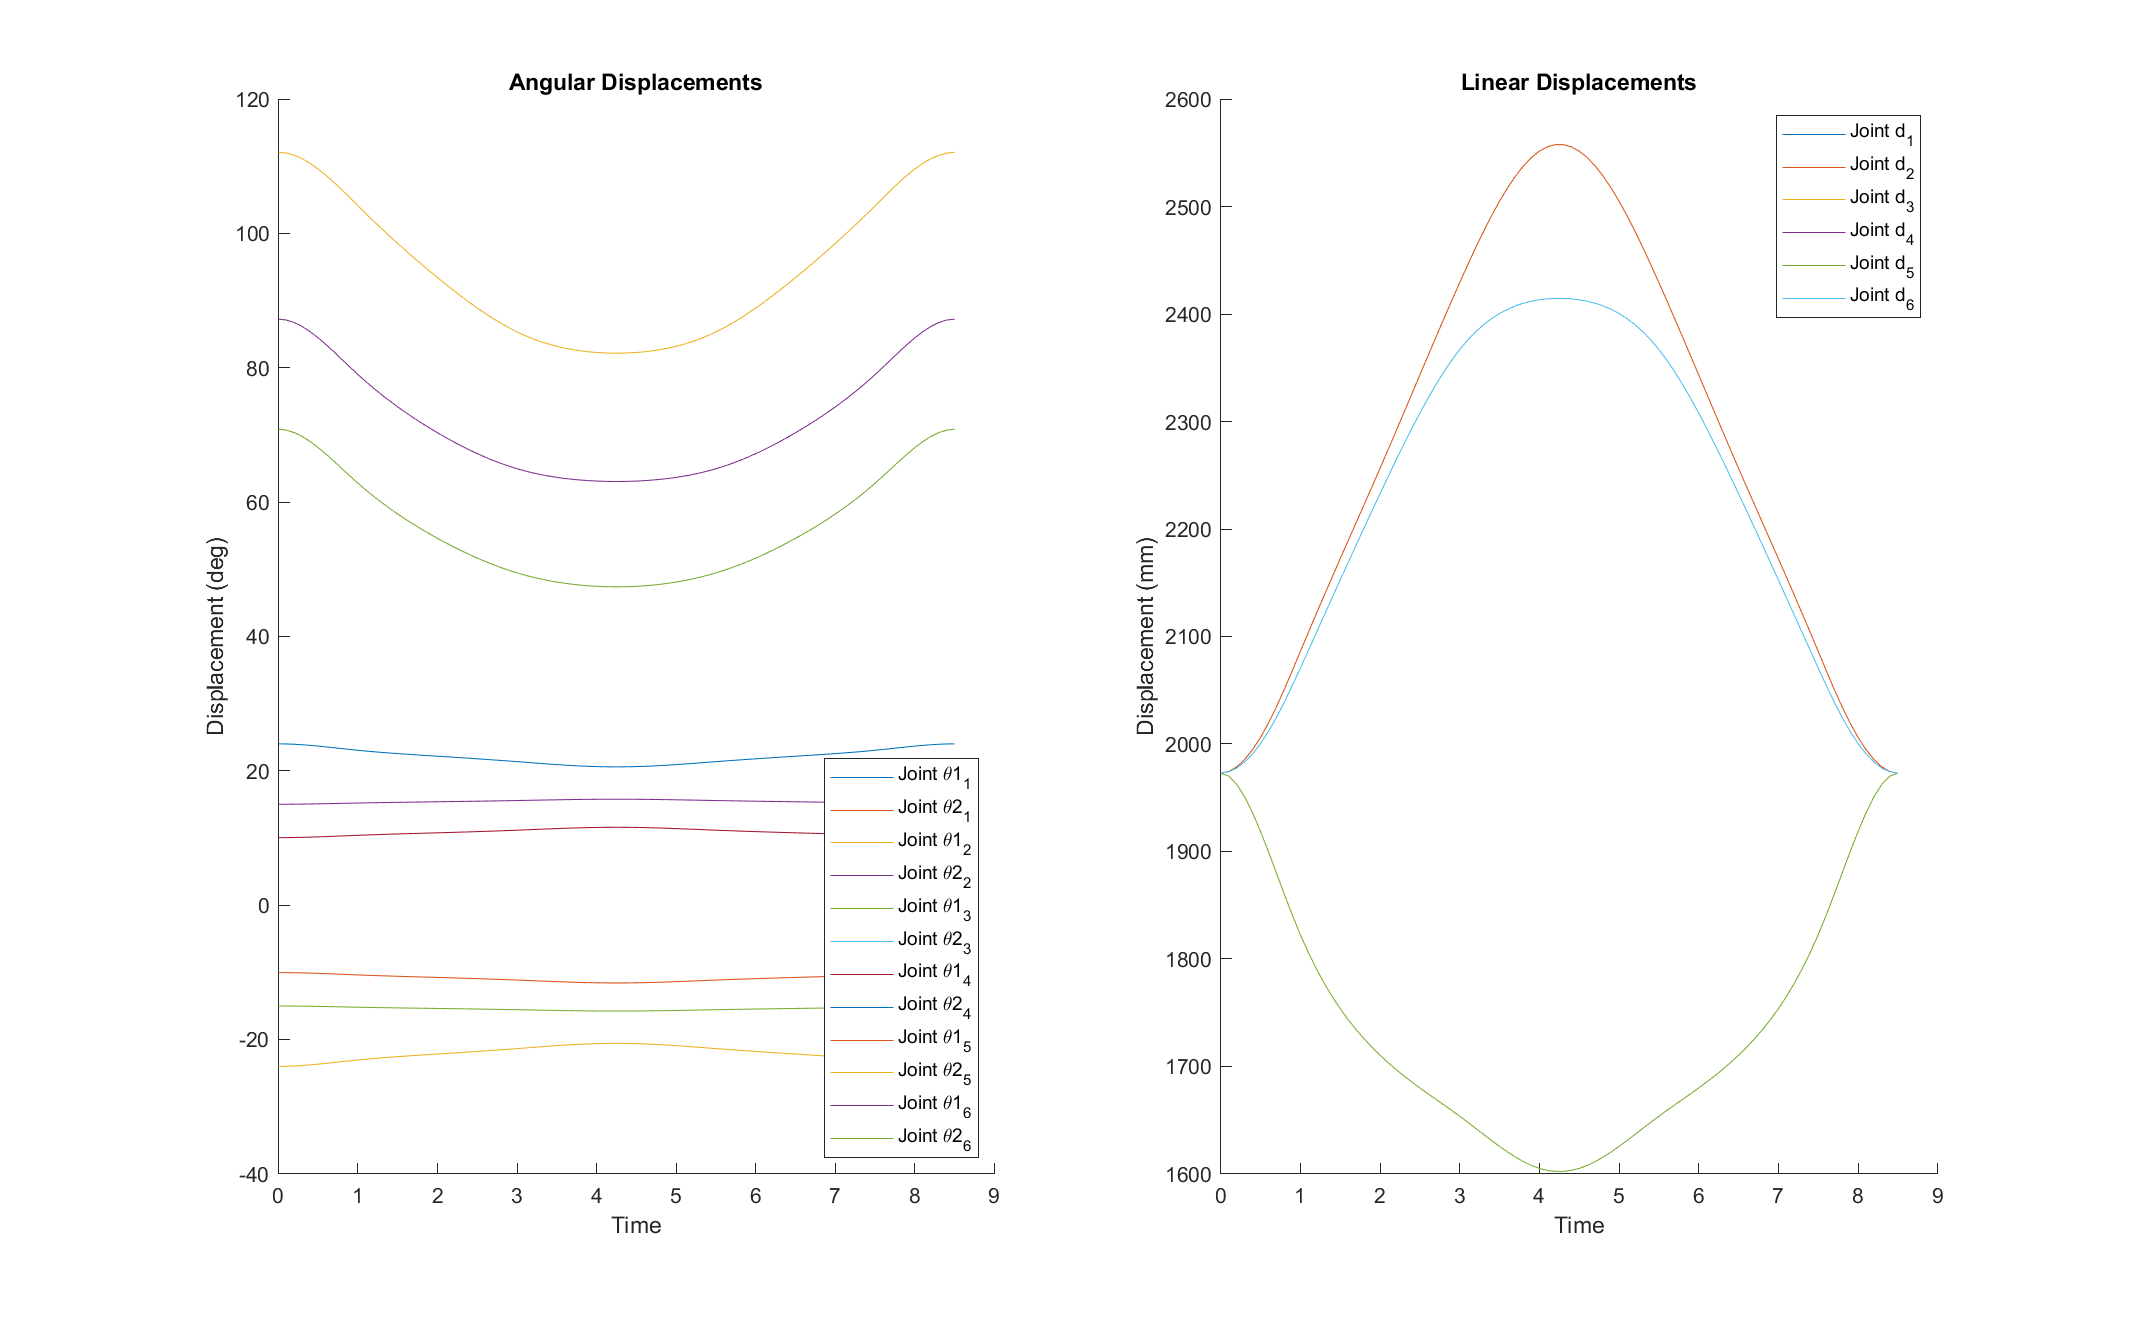 Angular Displacements
120
100
80
60
40
20
0
-20
-40
Displacement (deg)
0 1 2 3 4 5 6 7 8 9
Time
Joint θ1₁
Joint θ2₁
Joint θ1₂
Joint θ2₂
Joint θ1₃
Joint θ2₃
Joint θ1₄
Joint θ2₄
Joint θ1₅
Joint θ2₅
Joint θ1₆
Joint θ2₆
Linear Displacements
2600
2500
2400
2300
2200
2100
2000
1900
1800
1700
1600
Displacement (mm)
0 1 2 3 4 5 6 7 8 9
Time
Joint d₁
Joint d₂
Joint d₃
Joint d₄
Joint d₅
Joint d₆